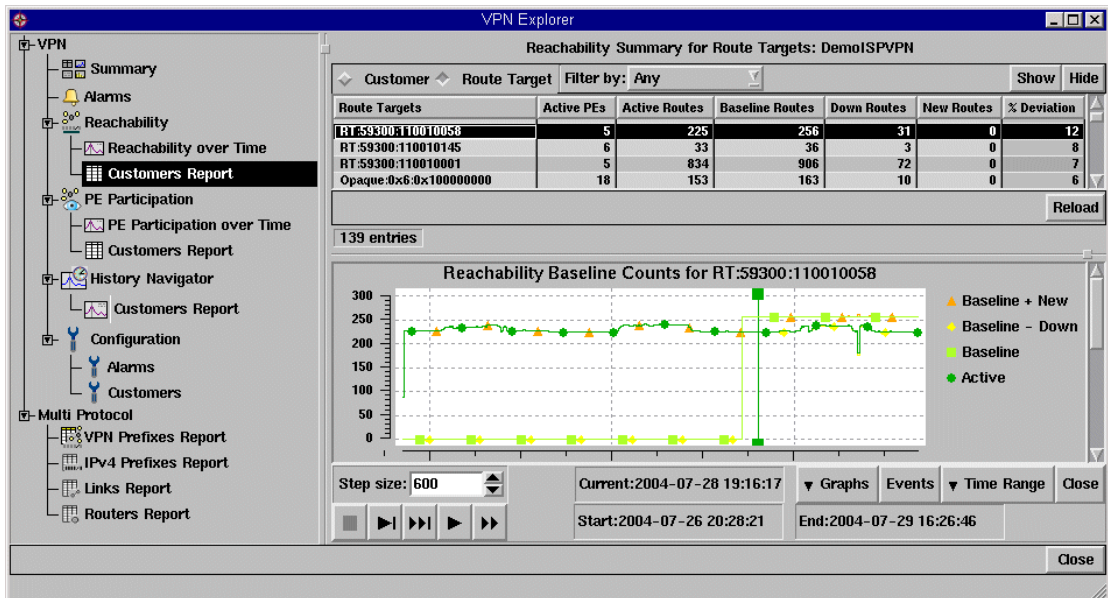 VPN Explorer
VPN
Summary
Alarms
Reachability
Reachability over Time
Customers Report
PE Participation
PE Participation over Time
Customers Report
History Navigator
Customers Report
Configuration
Alarms
Customers
Multi Protocol
VPN Prefixes Report
IPv4 Prefixes Report
Links Report
Routers Report
Reachability Summary for Route Targets: DemoISPVPN
Customer Route Target Filter by: Any Show Hide
Route Targets Active PEs Active Routes Baseline Routes Down Routes New Routes % Deviation
RT:59300:110010058 5 225 256 31 0 12
RT:59300:110010145 6 33 36 3 0 8
RT:59300:110010001 5 834 906 72 0 7
Opaque:0x6:0x100000000 18 153 163 10 0 6
Reload
139 entries
Reachability Baseline Counts for RT:59300:110010058
300
250
200
150
100
50
0
Baseline + New
Baseline - Down
Baseline
Active
Step size: 600 Current:2004-07-28 19:16:17 Graphs Events Time Range Close
Start:2004-07-26 20:28:21 End:2004-07-29 16:26:46
Close